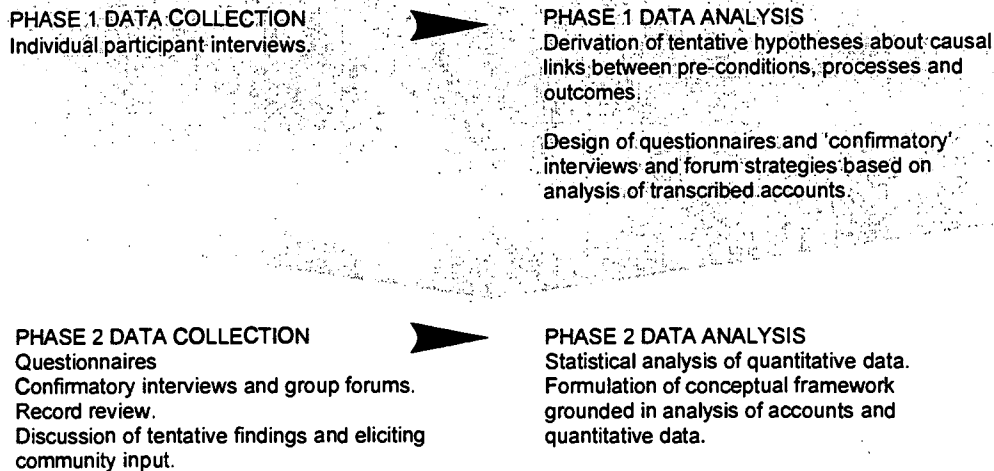 PHASE 1 DATA COLLECTION
Individual participant interviews.
PHASE 1 DATA ANALYSIS
Derivation of tentative hypotheses about causal
links between pre-conditions, processes and
outcomes.
Design of questionnaires and 'confirmatory'
interviews and forum strategies based on
analysis of transcribed accounts.
PHASE 2 DATA COLLECTION
Questionnaires
Confirmatory interviews and group forums.
Record review.
Discussion of tentative findings and eliciting
community input.
PHASE 2 DATA ANALYSIS
Statistical analysis of quantitative data.
Formulation of conceptual framework
grounded in analysis of accounts and
quantitative data.